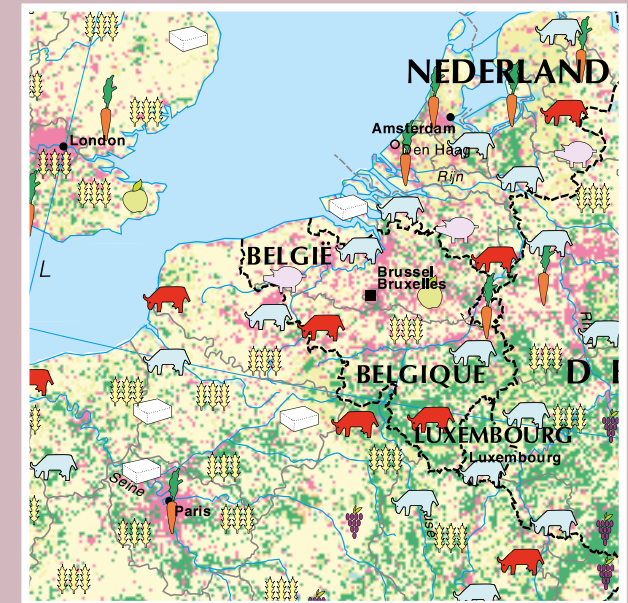 NEDERLAND
Amsterdam
Den Haag
London
Rijn
L
BELGIË
Brussel
Bruxelles
D
BELGIQUE
LUXEMBOURG
Luxembourg
Seine
Paris